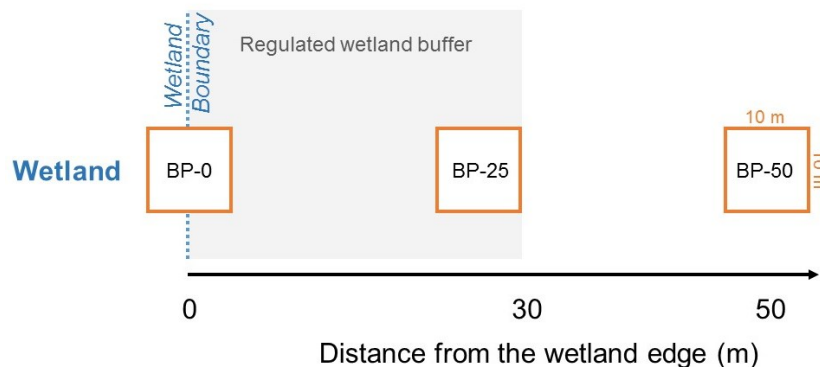 Wetland
Boundary
Regulated wetland buffer
10 m
Wetland
BP-0
BP-25
BP-50
10 m
0
30
50
Distance from the wetland edge (m)